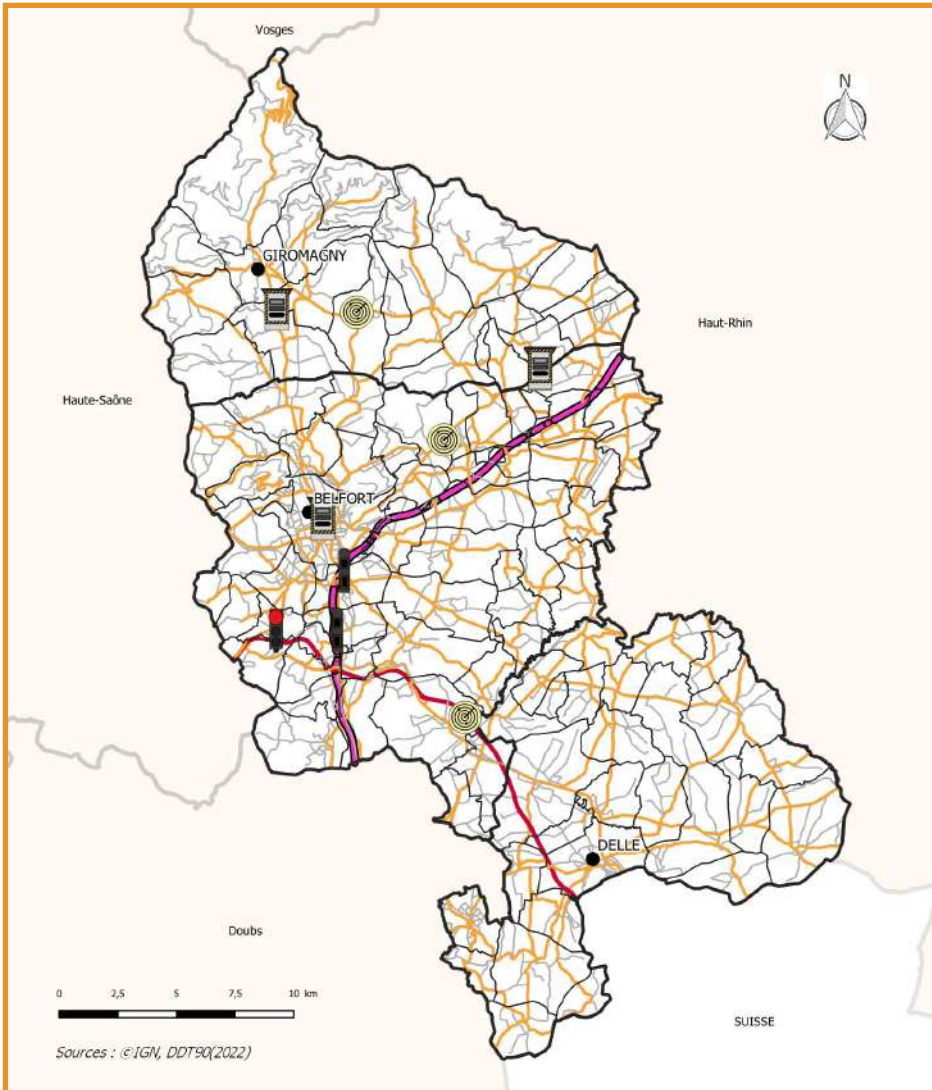 Vosges
N
GIROMAGNY
Haut-Rhin
Haute-Saône
BELFORT
DELLE
Doubs
0 2,5 5 7,5 10 km
SUISSE
Sources : ©IGN, DDT90(2022)